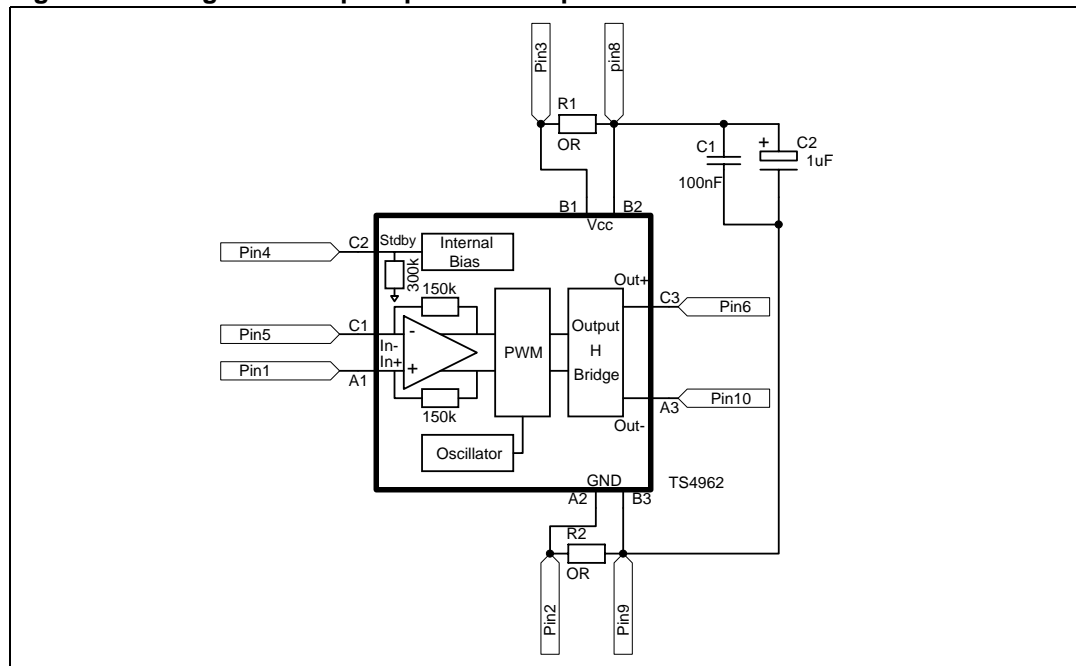 Pin3
pin8
R1
OR
C1
100nF
+
C2
1uF
B1
B2
Vcc
Pin4
C2
Stdby
300k
Internal
Bias
150k
Out+
C3
Pin6
Pin5
C1
In-
-
In+
+
Pin1
A1
PWM
Output
H
Bridge
150k
A3
Pin10
Out-
Oscillator
GND
TS4962
A2
B3
R2
OR
Pin2
Pin9